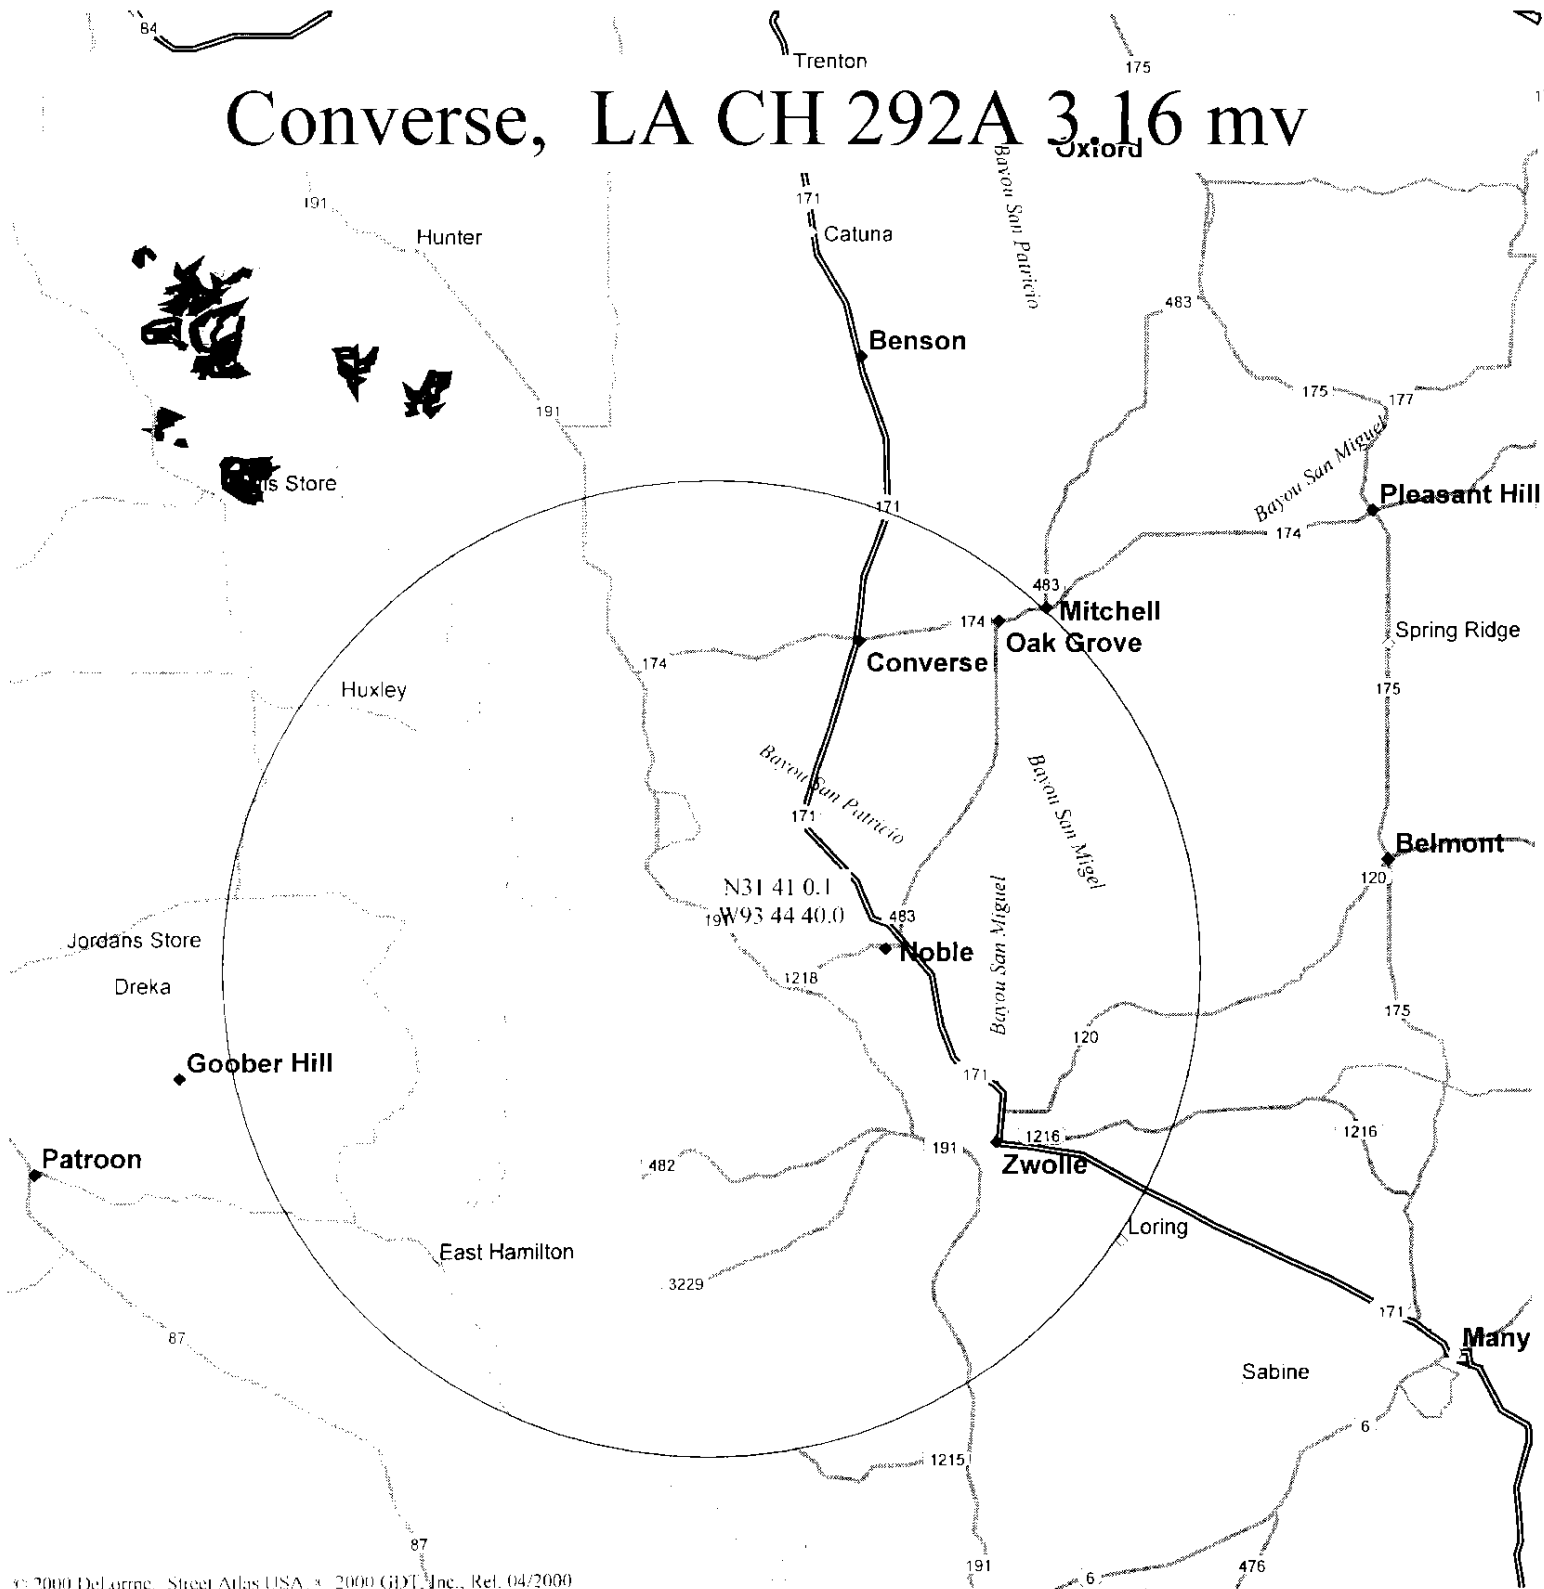 84
Trenton
175
Converse, LA CH 292A 3.16 mv
Oxford
Bayou San Patricio
191
171
Hunter
Catuna
483
Benson
175
177
191
Bayou San Miguel
is Store
Pleasant Hill
171
174
483
Mitchell
174
Oak Grove
Spring Ridge
Converse
174
Huxley
175
Bayou San Patricio
Bayou San Migel
171
Belmont
120
N31 41 0.1
W93 44 40.0
191
483
Bayou San Miguel
Jordans Store
Noble
1218
Dreka
175
120
Goober Hill
171
1216
1216
191
Patroon
482
Zwolle
Loring
East Hamilton
3229
171
87
Many
Sabine
6
1215
87
191
6
476
© 2000 DeLorme. Street Atlas USA © 2000 GDT, Inc., Rel. 04/2000